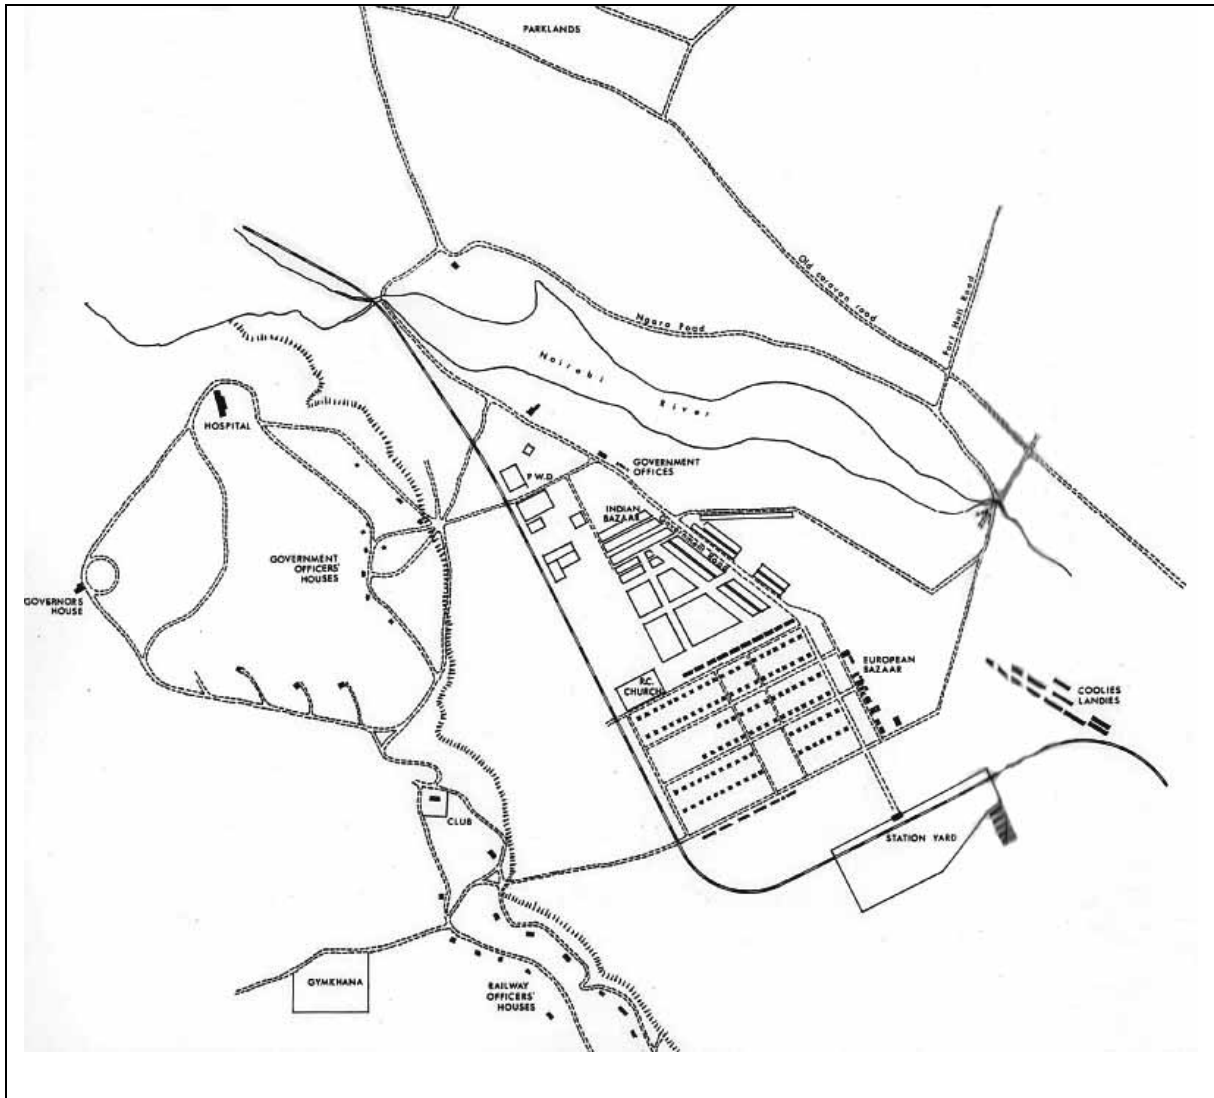 PARKLANDS
Old caravan road
Fort Hall Road
Ngara Road
Nairobi
River
HOSPITAL
P.W.D.
GOVERNMENT
OFFICES
INDIAN
BAZAAR
GOVERNMENT
OFFICERS'
HOUSES
GOVERNORS
HOUSE
R.C.
CHURCH
EUROPEAN
BAZAAR
COOLIES
LANDIES
CLUB
STATION YARD
GYMKHANA
RAILWAY
OFFICERS'
HOUSES